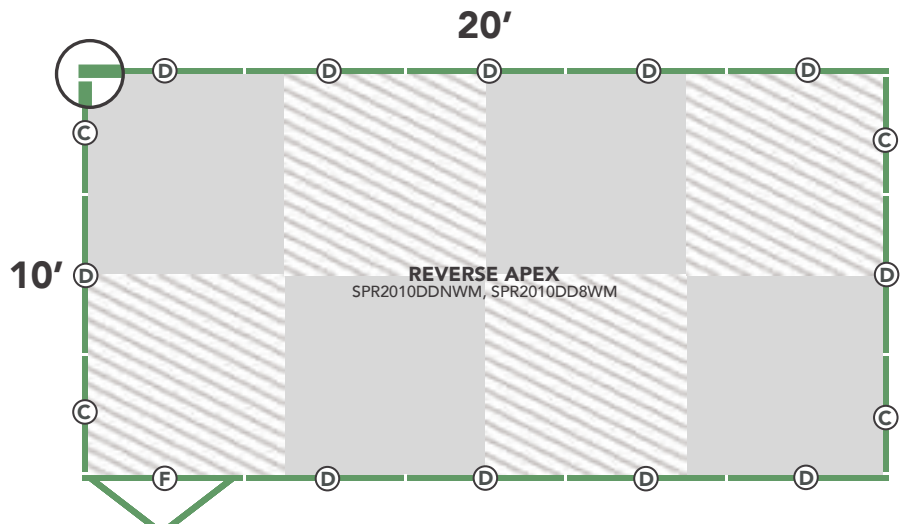 20′
D D D D D
C C
10′ D D
REVERSE APEX
SPR2010DDNWM, SPR2010DD8WM
C C
F D D D D